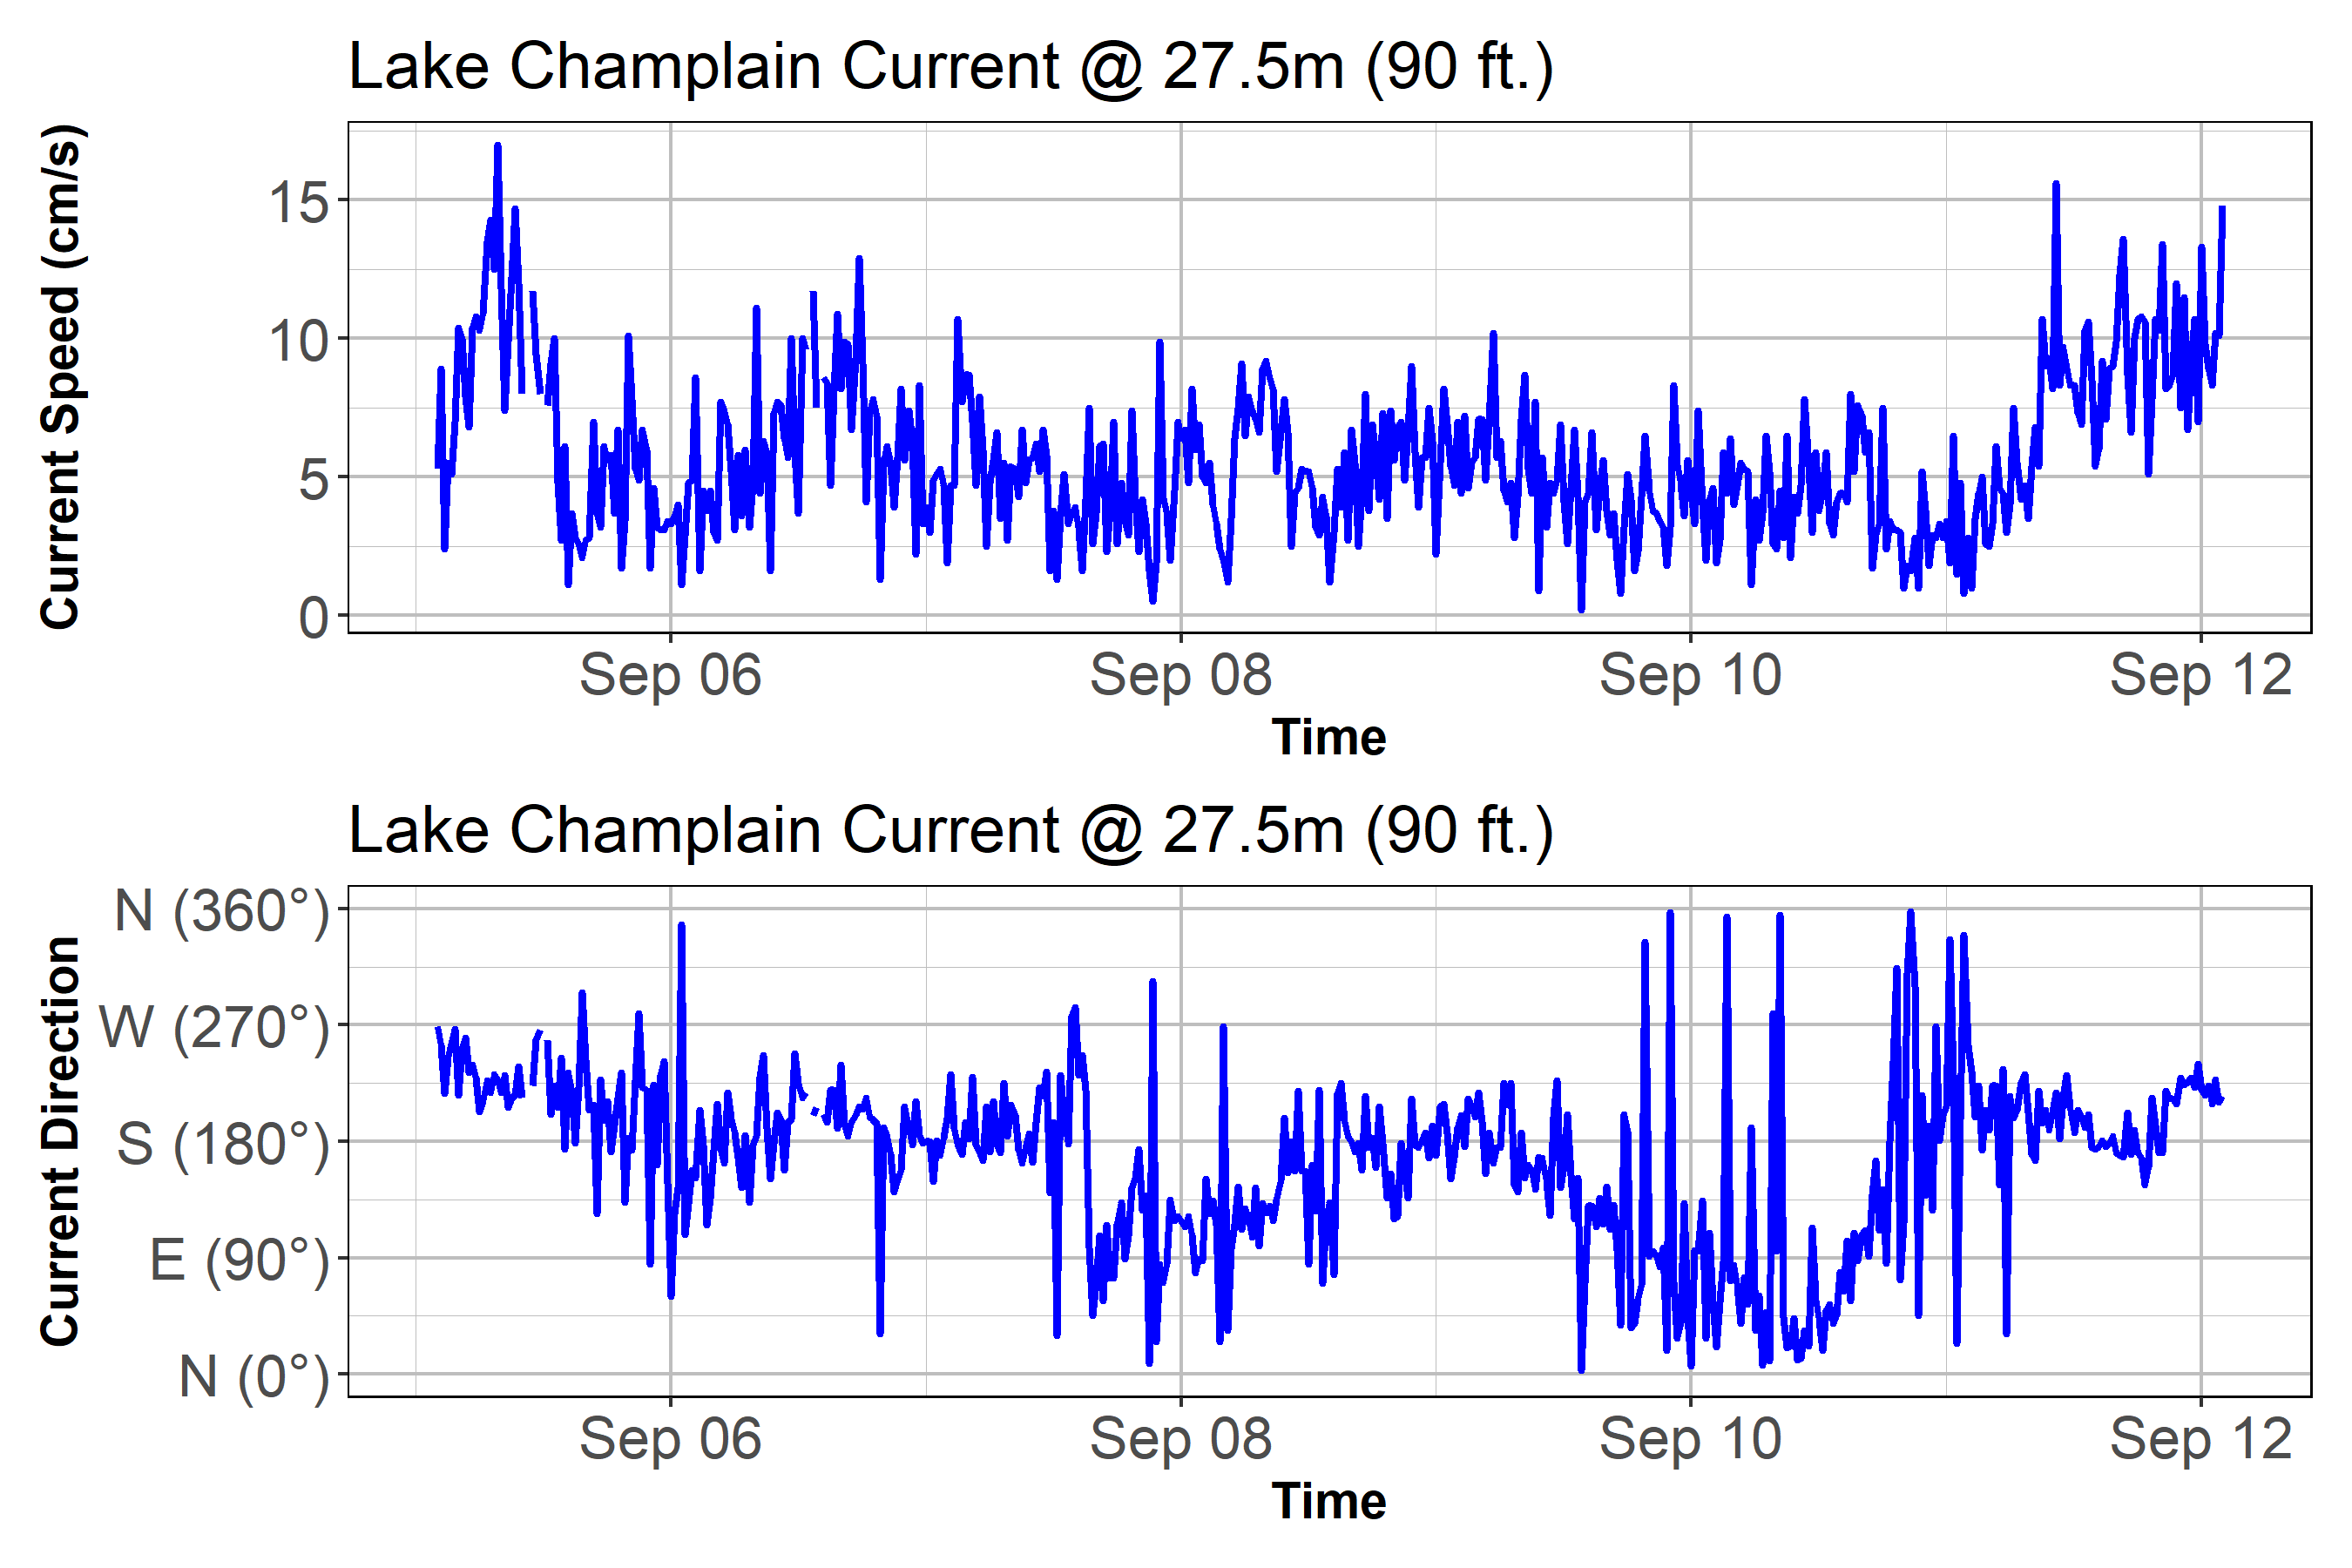 Lake Champlain Current @ 27.5m (90 ft.)
Current Speed (cm/s)
15
10
5
0
Sep 06 Sep 08 Sep 10 Sep 12
Time
Lake Champlain Current @ 27.5m (90 ft.)
Current Direction
N (360°)
W (270°)
S (180°)
E (90°)
N (0°)
Sep 06 Sep 08 Sep 10 Sep 12
Time